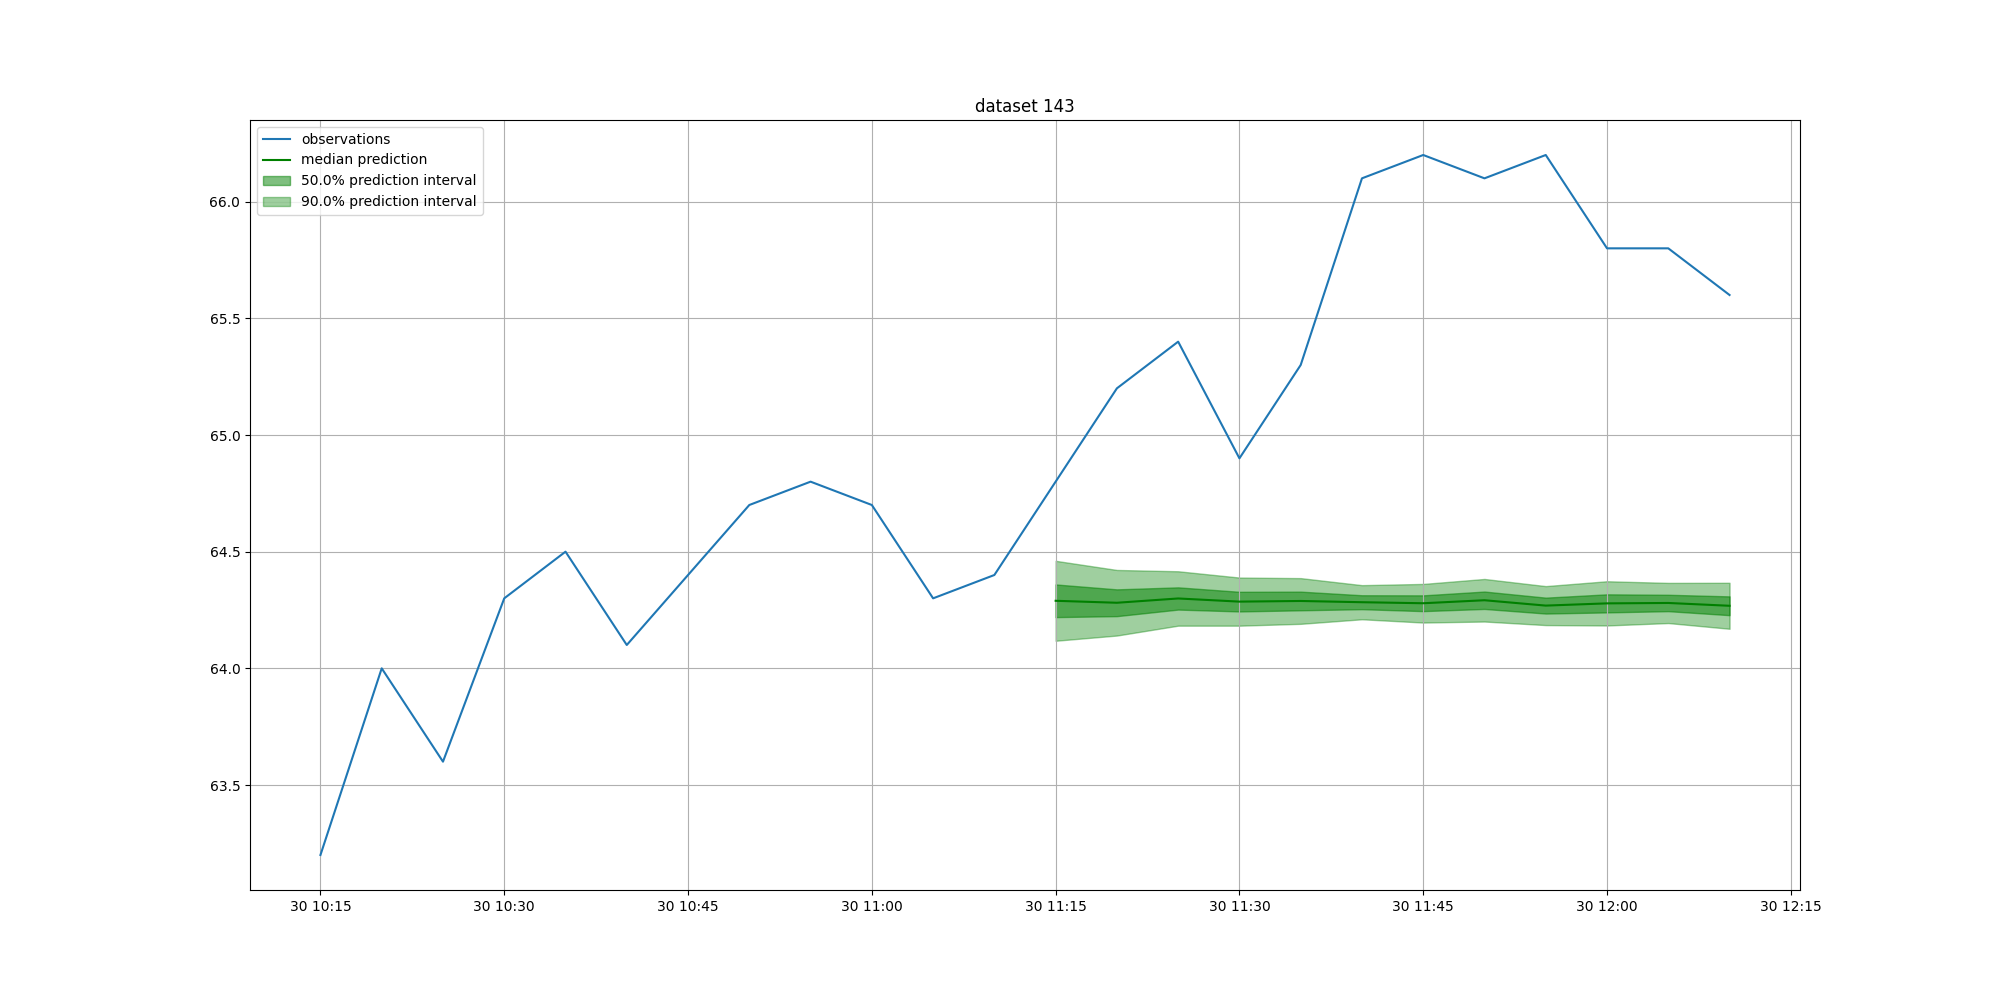 dataset 143
observations
median prediction
50.0% prediction interval
90.0% prediction interval
66.0
65.5
65.0
64.5
64.0
63.5
30 10:15 30 10:30 30 10:45 30 11:00 30 11:15 30 11:30 30 11:45 30 12:00 30 12:15